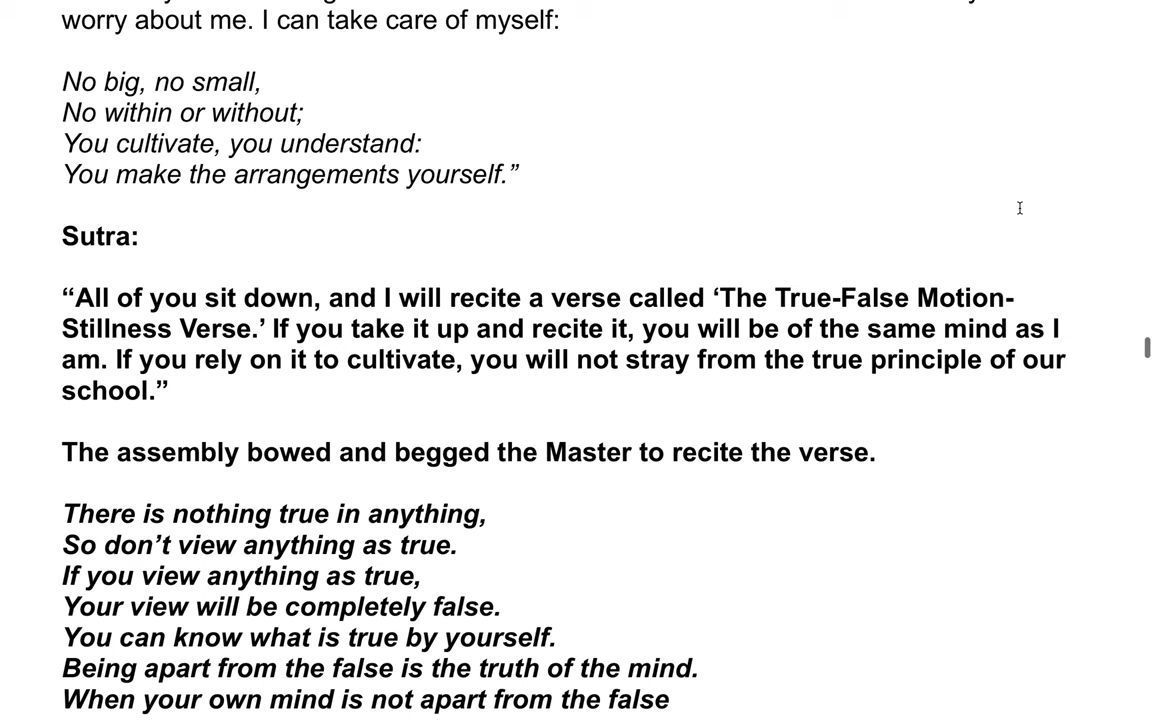 worry about me. I can take care of myself:
No big, no small,
No within or without;
You cultivate, you understand:
You make the arrangements yourself.”
Sutra:
“All of you sit down, and I will recite a verse called ‘The True-False Motion-
Stillness Verse.’ If you take it up and recite it, you will be of the same mind as I
am. If you rely on it to cultivate, you will not stray from the true principle of our
school.”
The assembly bowed and begged the Master to recite the verse.
There is nothing true in anything,
So don’t view anything as true.
If you view anything as true,
Your view will be completely false.
You can know what is true by yourself.
Being apart from the false is the truth of the mind.
When your own mind is not apart from the false